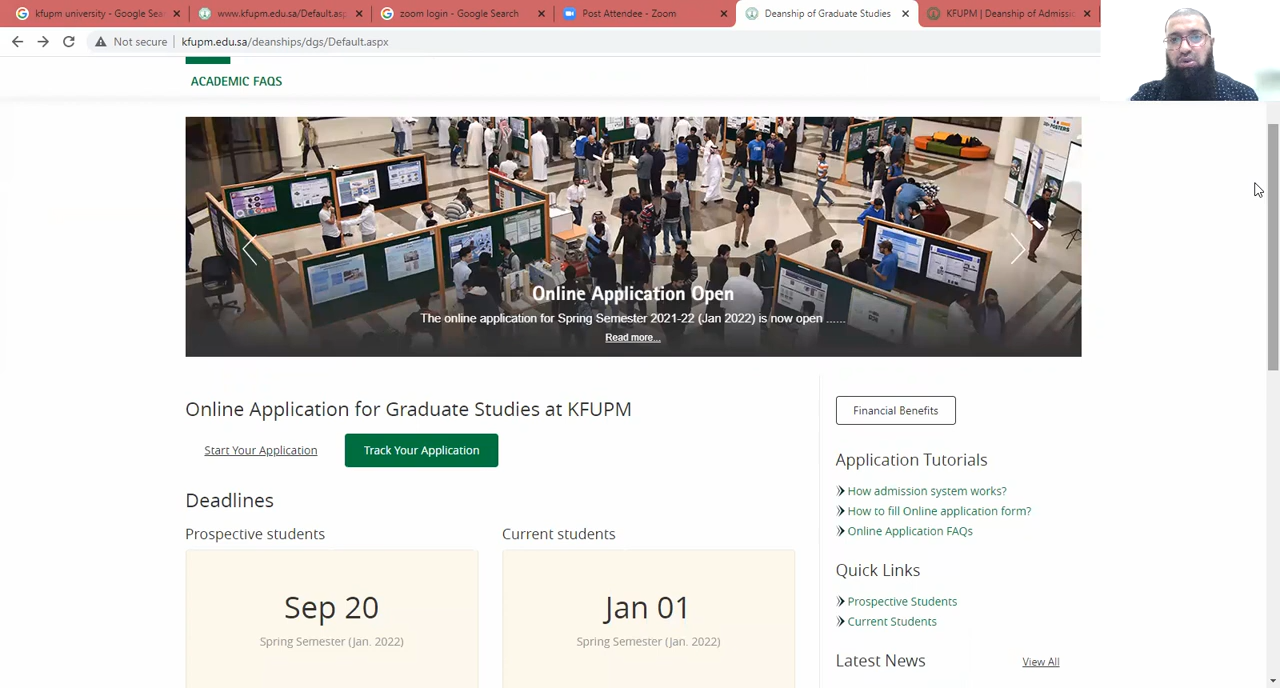 kfupm university - Google Sea
www.kfupm.edu.sa/Default.asp
zoom login - Google Search
Post Attendee - Zoom
Deanship of Graduate Studies
KFUPM | Deanship of Admissi
Not secure
kfupm.edu.sa/deanships/dgs/Default.aspx
ACADEMIC FAQS
Online Application Open
The online application for Spring Semester 2021-22 (Jan 2022) is now open ......
Read more...
Online Application for Graduate Studies at KFUPM
Start Your Application
Track Your Application
Deadlines
Prospective students
Current students
Sep 20
Spring Semester (Jan. 2022)
Jan 01
Spring Semester (Jan. 2022)
Financial Benefits
Application Tutorials
How admission system works?
How to fill Online application form?
Online Application FAQs
Quick Links
Prospective Students
Current Students
Latest News
View All